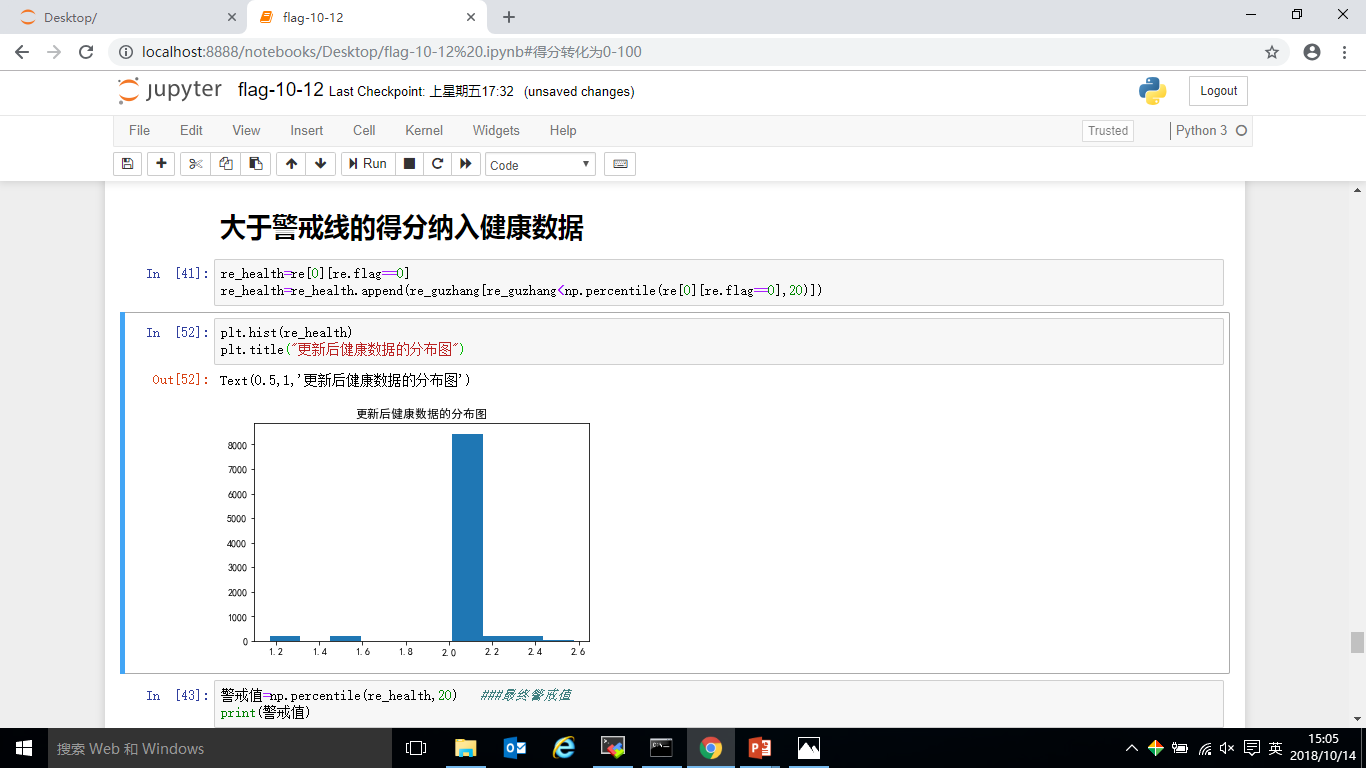 Desktop/
flag-10-12
localhost:8888/notebooks/Desktop/flag-10-12%20.ipynb#得分转化为0-100
jupyter flag-10-12 Last Checkpoint: 上星期五17:32 (unsaved changes)
Logout
File Edit View Insert Cell Kernel Widgets Help
Trusted
Python 3
Run
Code
大于警戒线的得分纳入健康数据
In [41]: re_health=re[0][re.flag==0]
re_health=re_health.append(re_guzhang[re_guzhang<np.percentile(re[0][re.flag==0],20)])
In [52]: plt.hist(re_health)
plt.title("更新后健康数据的分布图")
Out[52]: Text(0.5,1,'更新后健康数据的分布图')
更新后健康数据的分布图
8000
7000
6000
5000
4000
3000
2000
1000
0
1.2 1.4 1.6 1.8 2.0 2.2 2.4 2.6
In [43]: 警戒值=np.percentile(re_health,20) ###最终警戒值
print(警戒值)
搜索 Web 和 Windows
英
15:05
2018/10/14